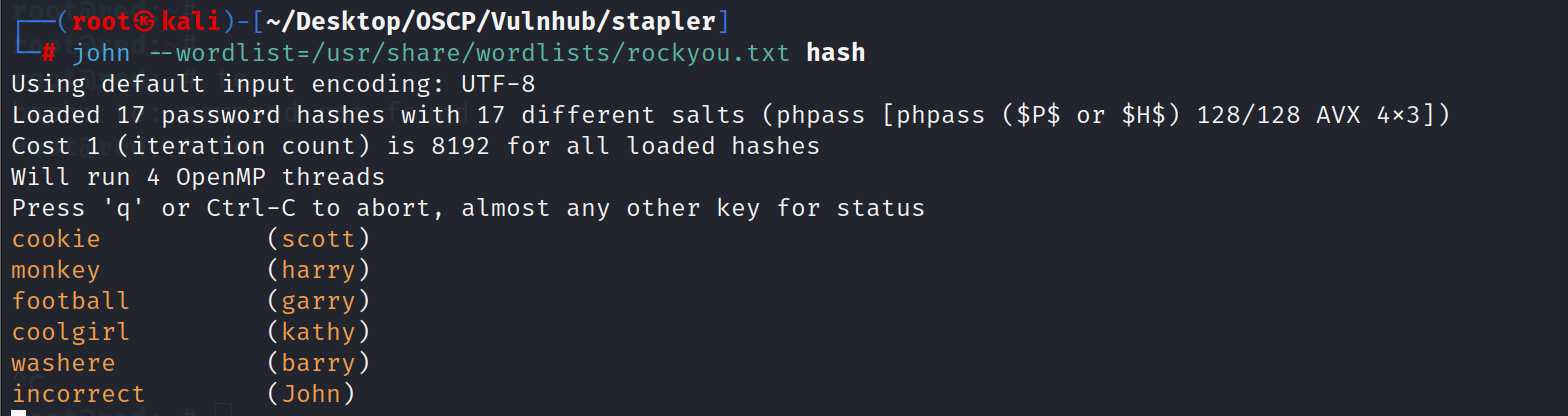 ┌──(root㉿kali)-[~/Desktop/OSCP/Vulnhub/stapler]
└─# john --wordlist=/usr/share/wordlists/rockyou.txt hash
Using default input encoding: UTF-8
Loaded 17 password hashes with 17 different salts (phpass [phpass ($P$ or $H$) 128/128 AVX 4×3])
Cost 1 (iteration count) is 8192 for all loaded hashes
Will run 4 OpenMP threads
Press 'q' or Ctrl-C to abort, almost any other key for status
cookie (scott)
monkey (harry)
football (garry)
coolgirl (kathy)
washere (barry)
incorrect (John)